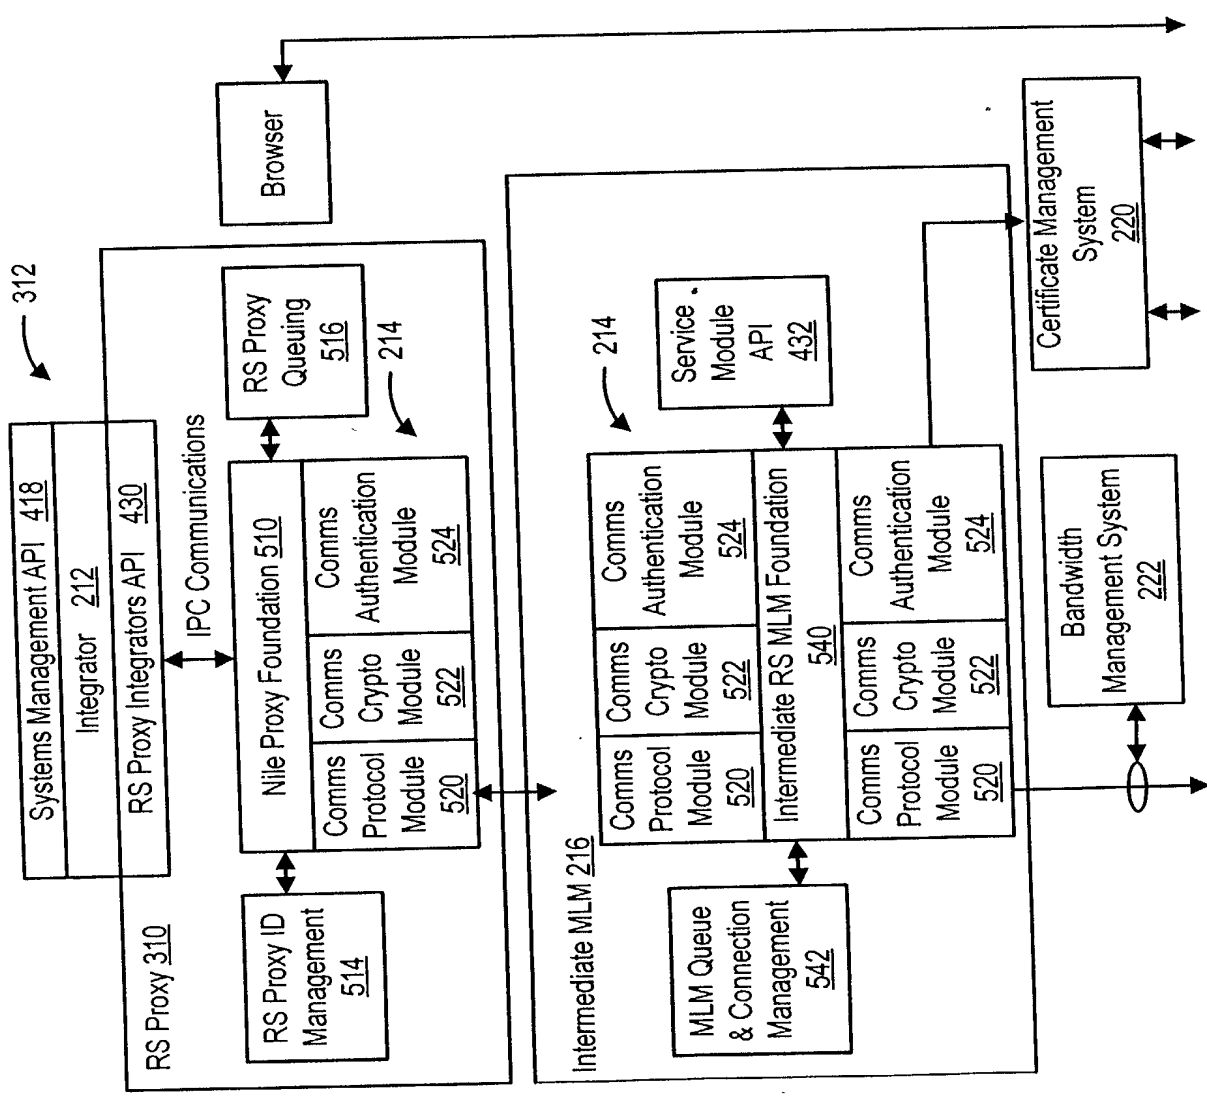 312
Systems Management API 418
Integrator 212
RS Proxy Integrators API 430
RS Proxy 310
IPC Communications
Browser
RS Proxy ID
Management
514
Nile Proxy Foundation 510
RS Proxy
Queuing
516
Comms
Protocol
Module
520
Comms
Crypto
Module
522
Comms
Authentication
Module
524
214
Intermediate MLM 216
214
Comms
Protocol
Module
520
Comms
Crypto
Module
522
Comms
Authentication
Module
524
MLM Queue
& Connection
Management
542
Intermediate RS MLM Foundation
540
Service
Module
API
432
Comms
Protocol
Module
520
Comms
Crypto
Module
522
Comms
Authentication
Module
524
Bandwidth
Management System
222
Certificate Management
System
220